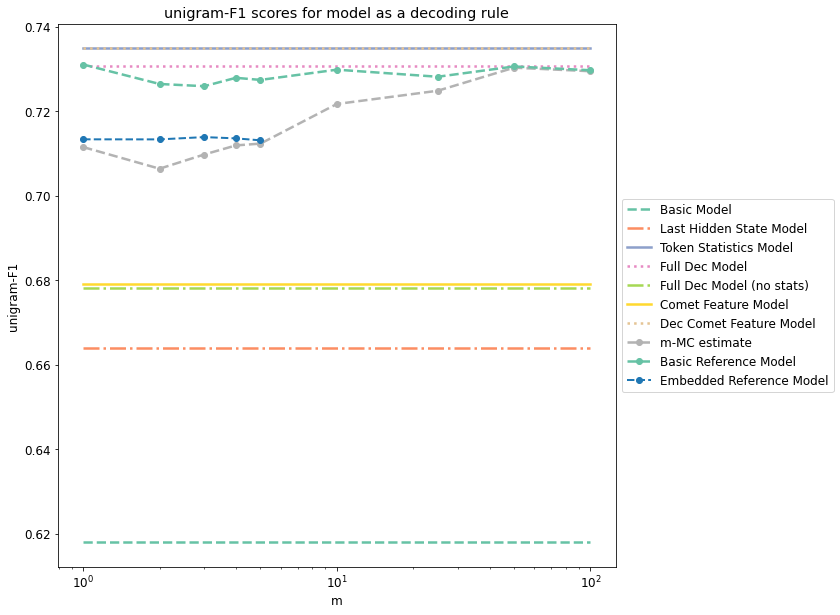 unigram-F1 scores for model as a decoding rule
0.74
0.72
0.70
0.68
0.66
0.64
0.62
unigram-F1
10⁰
10¹
10²
m
Basic Model
Last Hidden State Model
Token Statistics Model
Full Dec Model
Full Dec Model (no stats)
Comet Feature Model
Dec Comet Feature Model
m-MC estimate
Basic Reference Model
Embedded Reference Model